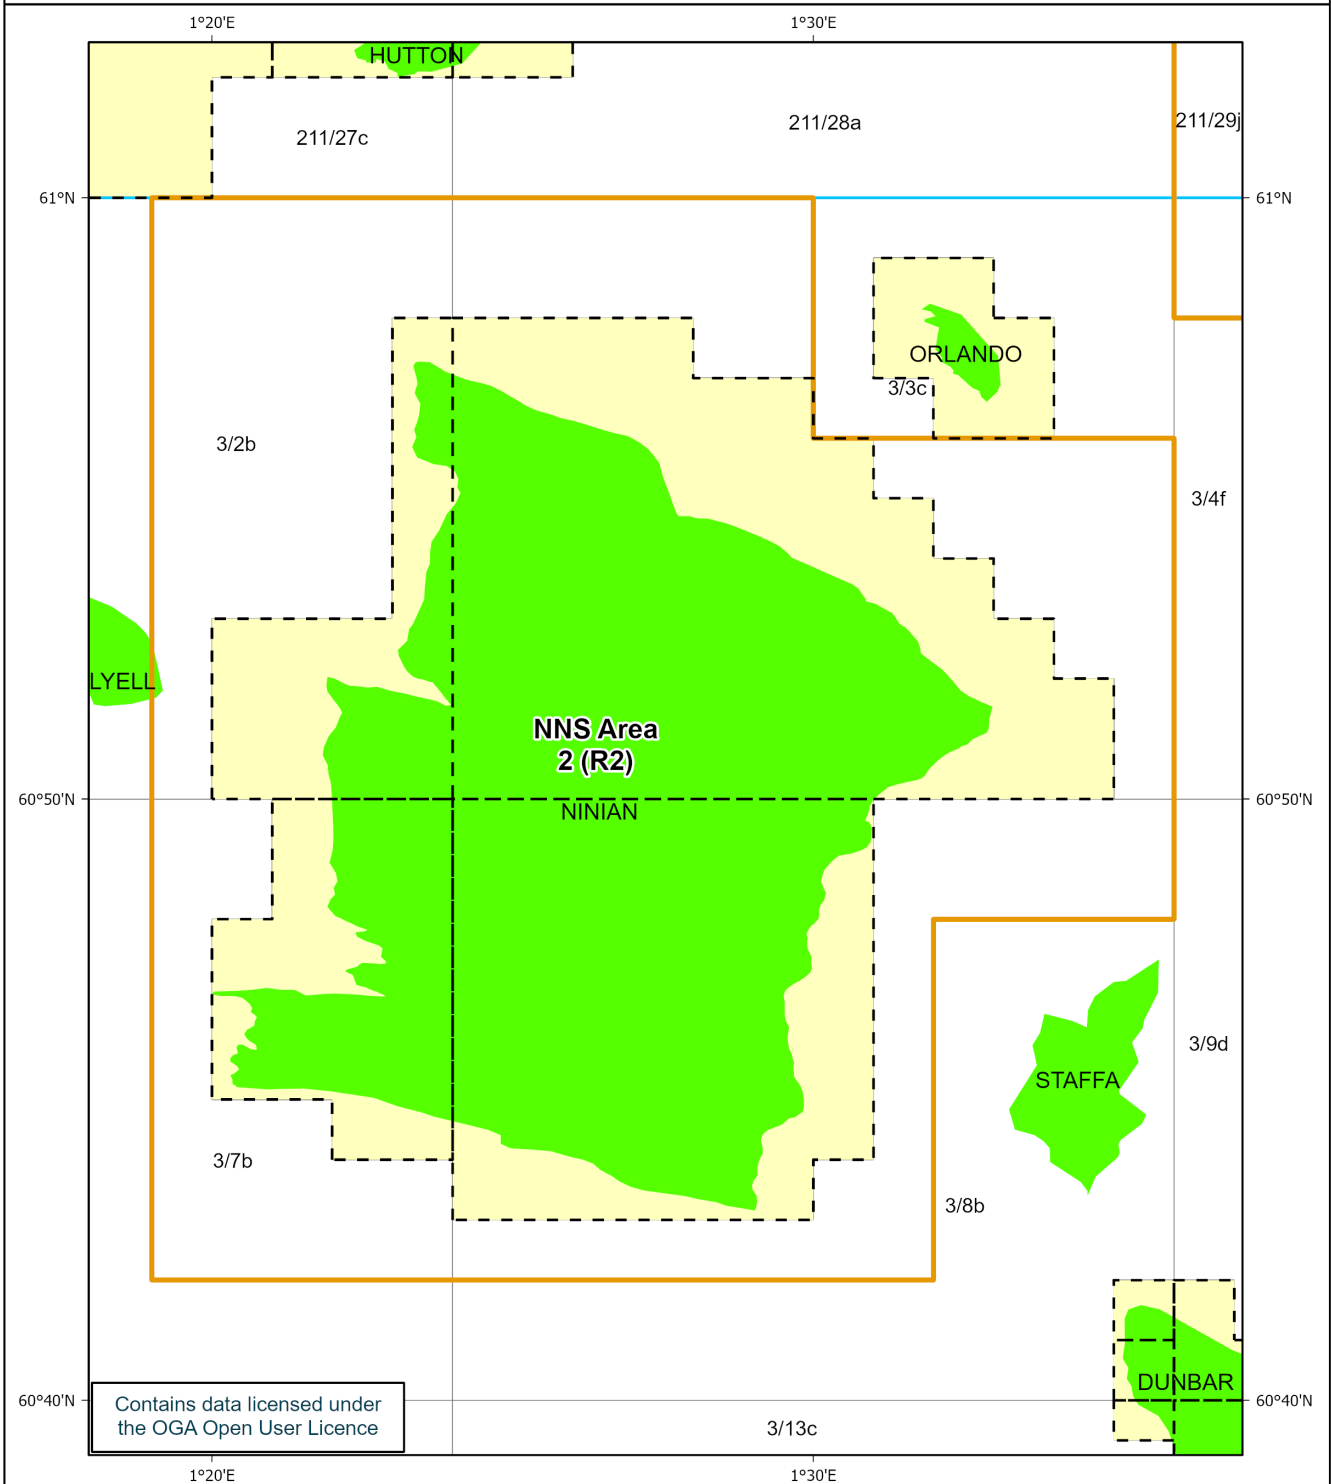 1°20'E
1°30'E
HUTTON
211/27c
211/28a
211/29j
61°N
61°N
ORLANDO
3/3c
3/2b
3/4f
LYELL
NNS Area
2 (R2)
60°50'N
60°50'N
NINIAN
3/9d
STAFFA
3/7b
3/8b
DUNBAR
Contains data licensed under
the OGA Open User Licence
60°40'N
60°40'N
3/13c
1°20'E
1°30'E